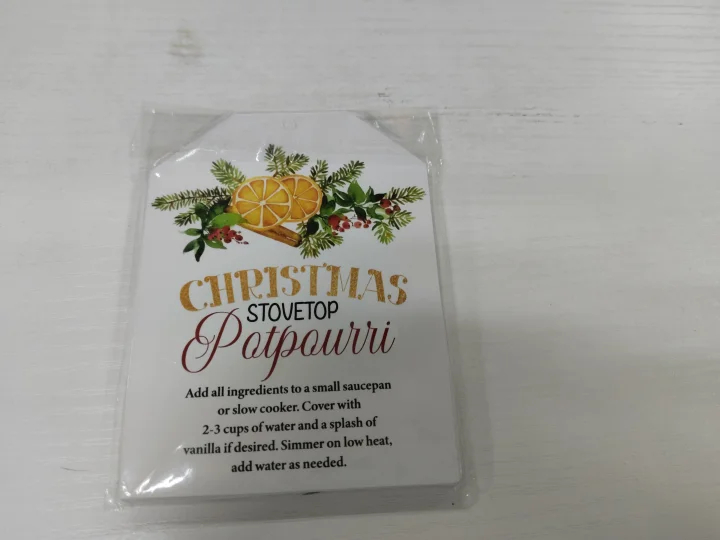 CHRISTMAS
STOVETOP
Potpourri
Add all ingredients to a small saucepan
or slow cooker. Cover with
2-3 cups of water and a splash of
vanilla if desired. Simmer on low heat,
add water as needed.